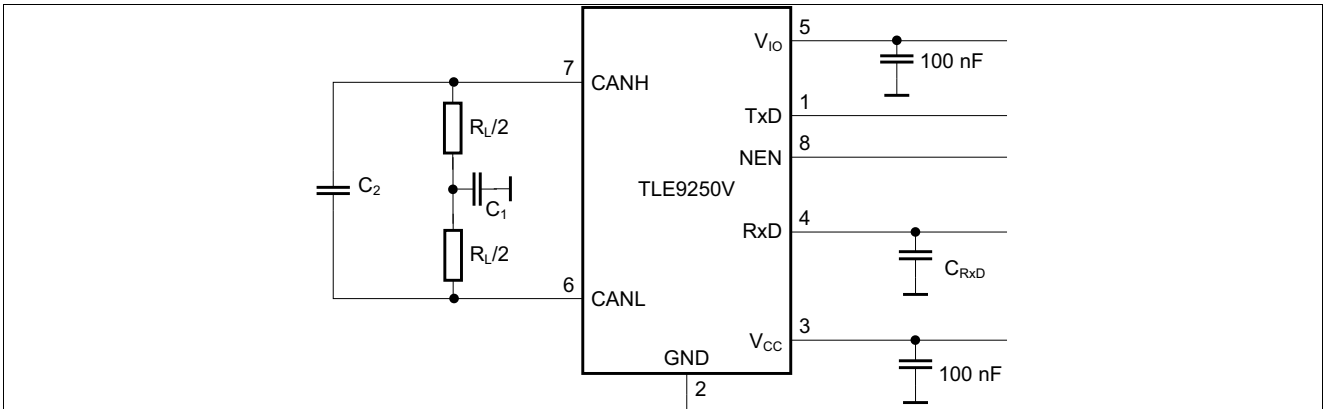 V_IO 5
100 nF
7
CANH
TxD 1
R_L/2
NEN 8
TLE9250V
C_2
C_1
RxD 4
R_L/2
C_RxD
6
CANL
V_CC 3
GND
100 nF
2